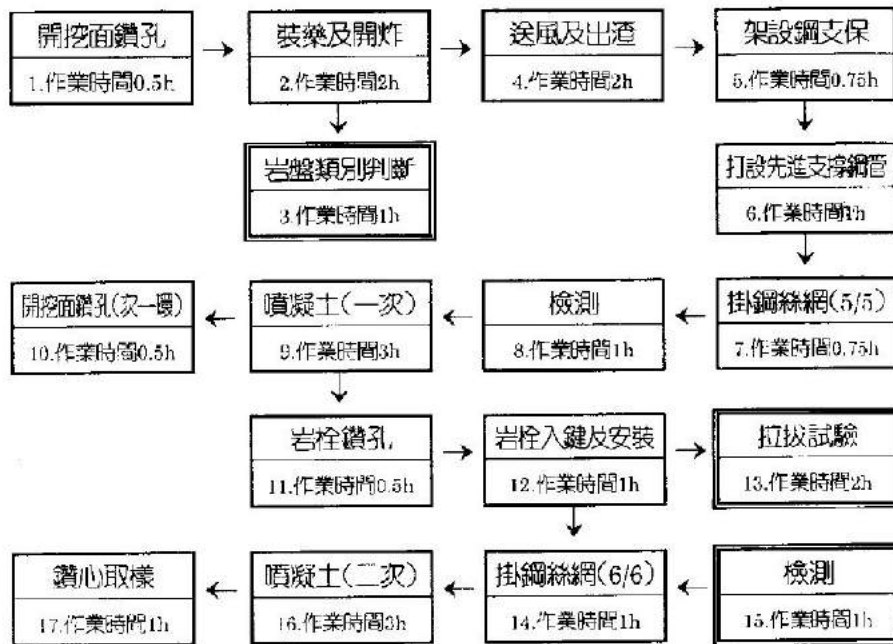 開挖面鑽孔
1.作業時間0.5h
裝藥及開炸
2.作業時間2h
送風及出渣
4.作業時間2h
架設鋼支保
5.作業時間0.75h
岩盤類別判斷
3.作業時間1h
打設先進支撐鋼管
6.作業時間1h
開挖面鑽孔(次一環)
10.作業時間0.5h
噴凝土(一次)
9.作業時間3h
檢測
8.作業時間1h
掛鋼絲網(5/5)
7.作業時間0.75h
岩栓鑽孔
11.作業時間0.5h
岩栓入鍵及安裝
12.作業時間1h
拉拔試驗
13.作業時間2h
鑽心取樣
17.作業時間1h
噴凝土(二次)
16.作業時間3h
掛鋼絲網(6/6)
14.作業時間1h
檢測
15.作業時間1h